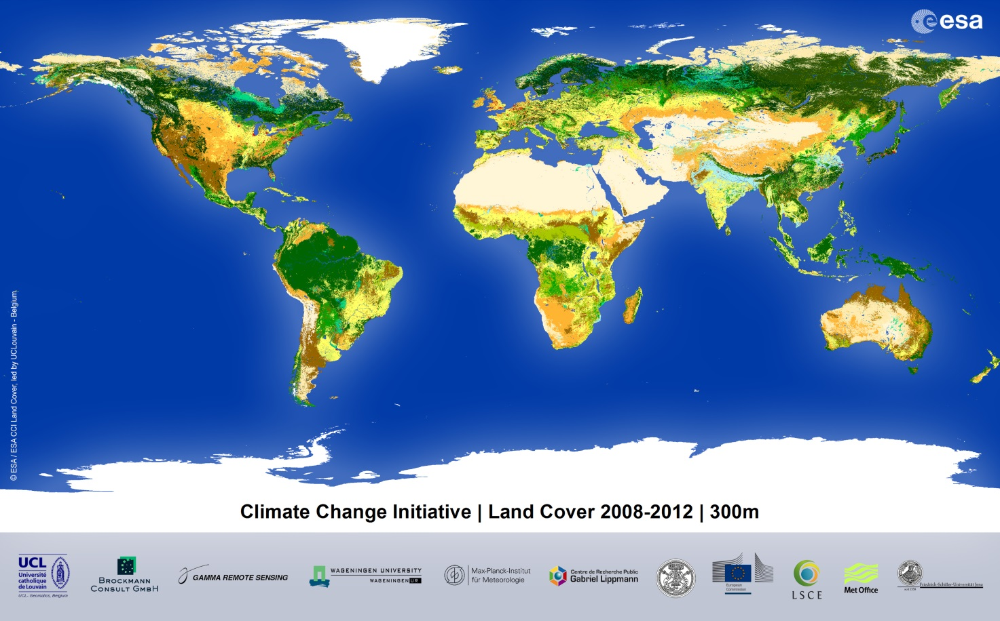 esa
© ESA / ESA CCI Land Cover, led by UCLouvain - Belgium
Climate Change Initiative | Land Cover 2008-2012 | 300m
UCL
Université
catholique
de Louvain
UCL- Geomatics, Belgium
BROCKMANN
CONSULT GMBH
GAMMA REMOTE SENSING
WAGENINGEN UNIVERSITY
WAGENINGEN UR
Max-Planck-Institut
für Meteorologie
Centre de Recherche Public
Gabriel Lippmann
European
Commission
LSCE
Met Office
Friedrich-Schiller-Universität Jena
seit 1558